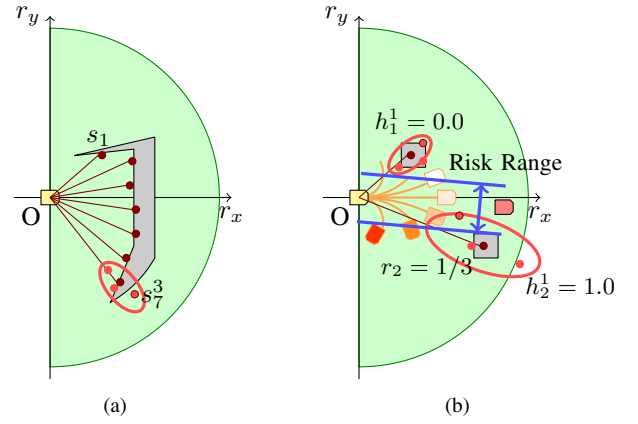 r_y
s_1
O
r_x
s_7^3
(a)
r_y
h_1^1 = 0.0
Risk Range
O
r_x
r_2 = 1/3
h_2^1 = 1.0
(b)